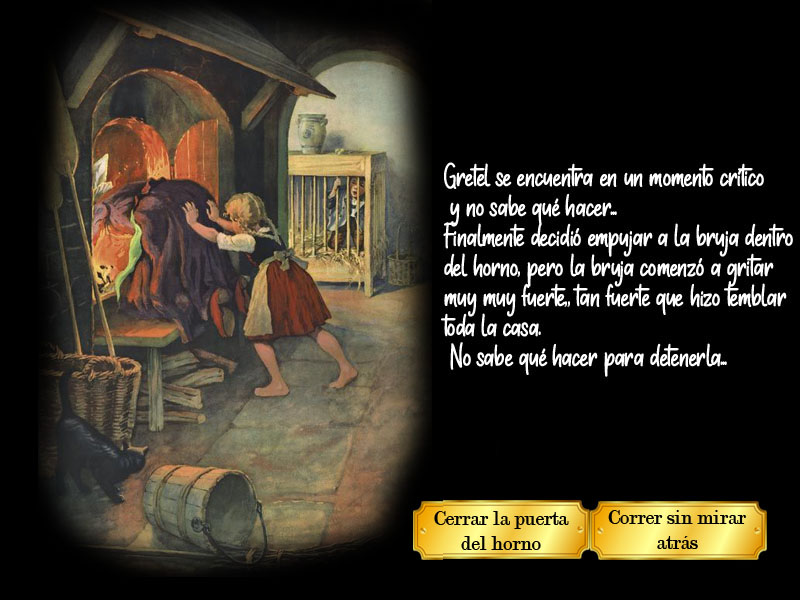 Gretel se encuentra en un momento crítico
y no sabe qué hacer...
Finalmente decidió empujar a la bruja dentro
del horno, pero la bruja comenzó a gritar
muy muy fuerte,, tan fuerte que hizo temblar
toda la casa.
No sabe qué hacer para detenerla...
Cerrar la puerta
del horno
Correr sin mirar
atrás